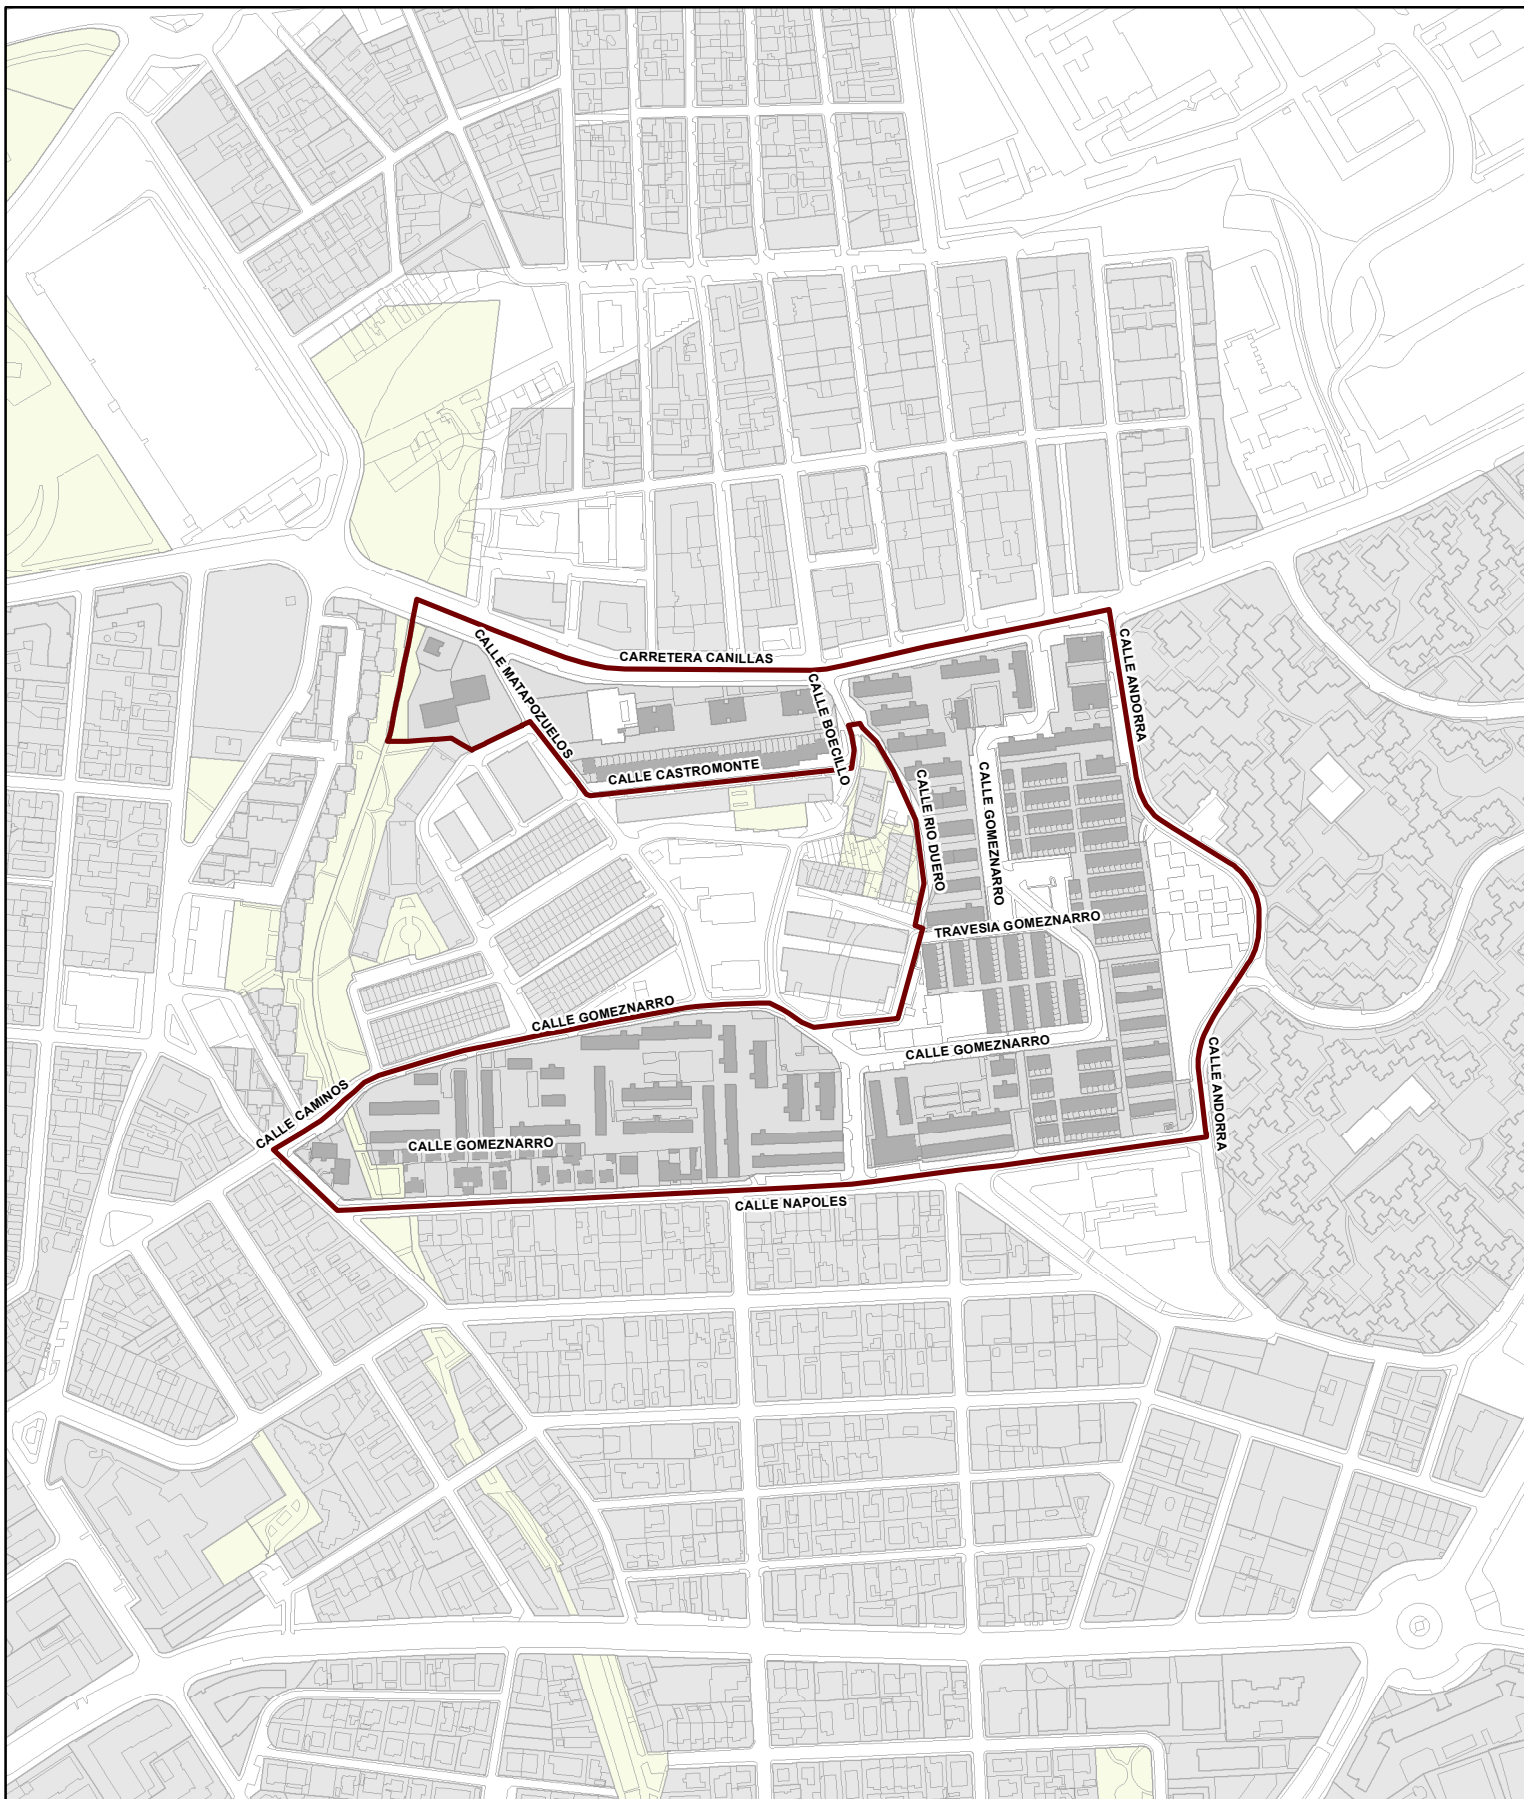 CARRETERA CANILLAS
CALLE MATAPOZUELOS
CALLE ANDORRA
CALLE BOECILLO
CALLE CASTROMONTE
CALLE RIO DUERO
CALLE GOMEZNARRO
TRAVESIA GOMEZNARRO
CALLE GOMEZNARRO
CALLE GOMEZNARRO
CALLE ANDORRA
CALLE CAMINOS
CALLE GOMEZNARRO
CALLE NAPOLES